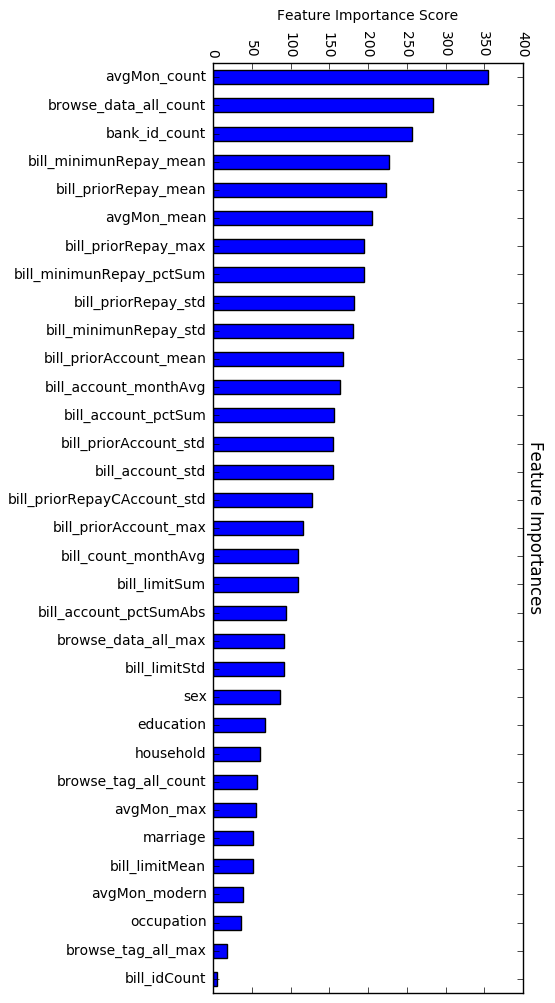 Feature Importance Score
0 50 100 150 200 250 300 350 400
avgMon_count
browse_data_all_count
bank_id_count
bill_minimunRepay_mean
bill_priorRepay_mean
avgMon_mean
bill_priorRepay_max
bill_minimunRepay_pctSum
bill_priorRepay_std
bill_minimunRepay_std
bill_priorAccount_mean
bill_account_monthAvg
bill_account_pctSum
bill_priorAccount_std
bill_account_std
bill_priorRepayCAccount_std
bill_priorAccount_max
bill_count_monthAvg
bill_limitSum
bill_account_pctSumAbs
browse_data_all_max
bill_limitStd
sex
education
household
browse_tag_all_count
avgMon_max
marriage
bill_limitMean
avgMon_modern
occupation
browse_tag_all_max
bill_idCount
Feature Importances